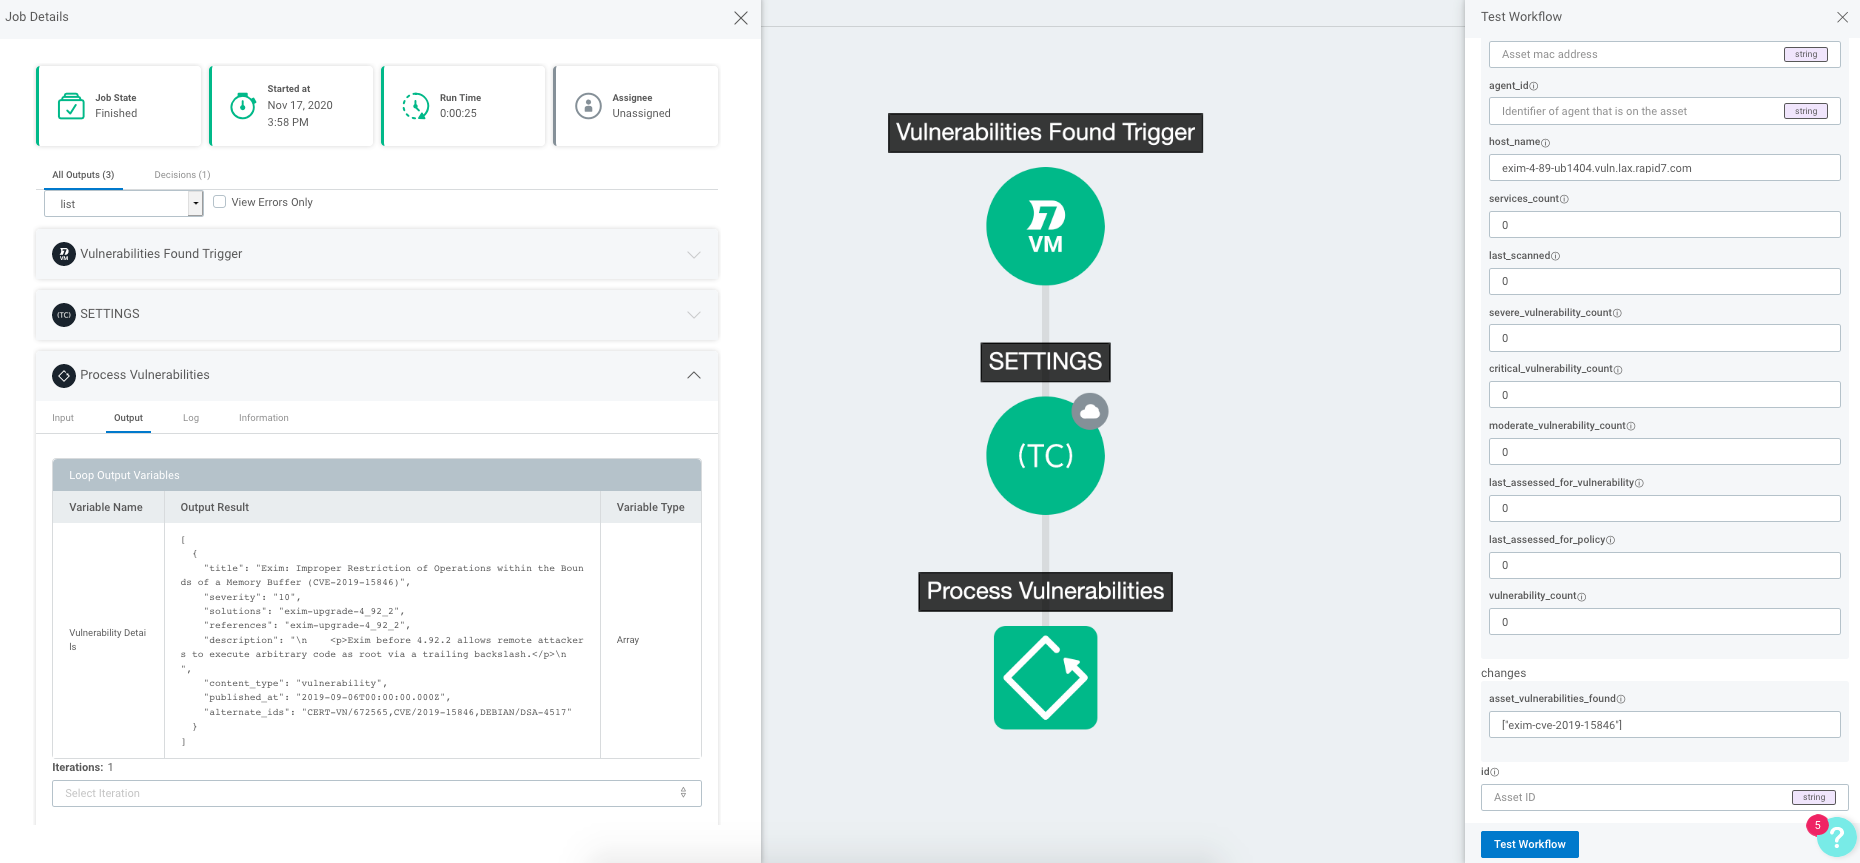 Job Details
Job State
Finished
Started at
Nov 17, 2020
3:58 PM
Run Time
0:00:25
Assignee
Unassigned
All Outputs (3)
Decisions (1)
list
View Errors Only
VM
Vulnerabilities Found Trigger
(TC)
SETTINGS
Process Vulnerabilities
Input
Output
Log
Information
Loop Output Variables
Variable Name
Output Result
Variable Type
Vulnerability Detai
ls
[
{
"title": "Exim: Improper Restriction of Operations within the Boun
ds of a Memory Buffer (CVE-2019-15846)",
"severity": "10",
"solutions": "exim-upgrade-4_92_2",
"references": "exim-upgrade-4_92_2",
"description": "\n    <p>Exim before 4.92.2 allows remote attacker
s to execute arbitrary code as root via a trailing backslash.</p>\n
",
"content_type": "vulnerability",
"published_at": "2019-09-06T00:00:00.000Z",
"alternate_ids": "CERT-VN/672565,CVE/2019-15846,DEBIAN/DSA-4517"
}
]
Array
Iterations: 1
Select Iteration
Vulnerabilities Found Trigger
VM
SETTINGS
(TC)
Process Vulnerabilities
Test Workflow
Asset mac address
string
agent_id
Identifier of agent that is on the asset
string
host_name
exim-4-89-ub1404.vuln.lax.rapid7.com
services_count
0
last_scanned
0
severe_vulnerability_count
0
critical_vulnerability_count
0
moderate_vulnerability_count
0
last_assessed_for_vulnerability
0
last_assessed_for_policy
0
vulnerability_count
0
changes
asset_vulnerabilities_found
["exim-cve-2019-15846"]
id
Asset ID
string
Test Workflow
5
?